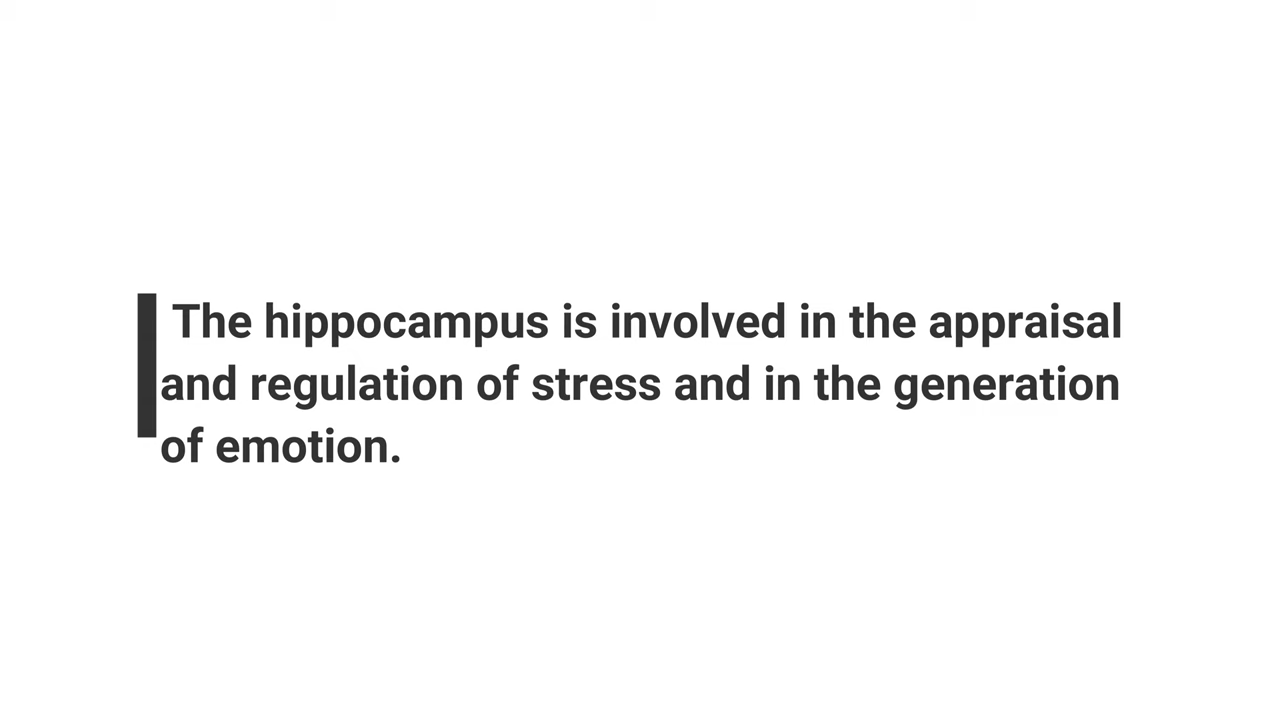 The hippocampus is involved in the appraisal
and regulation of stress and in the generation
of emotion.